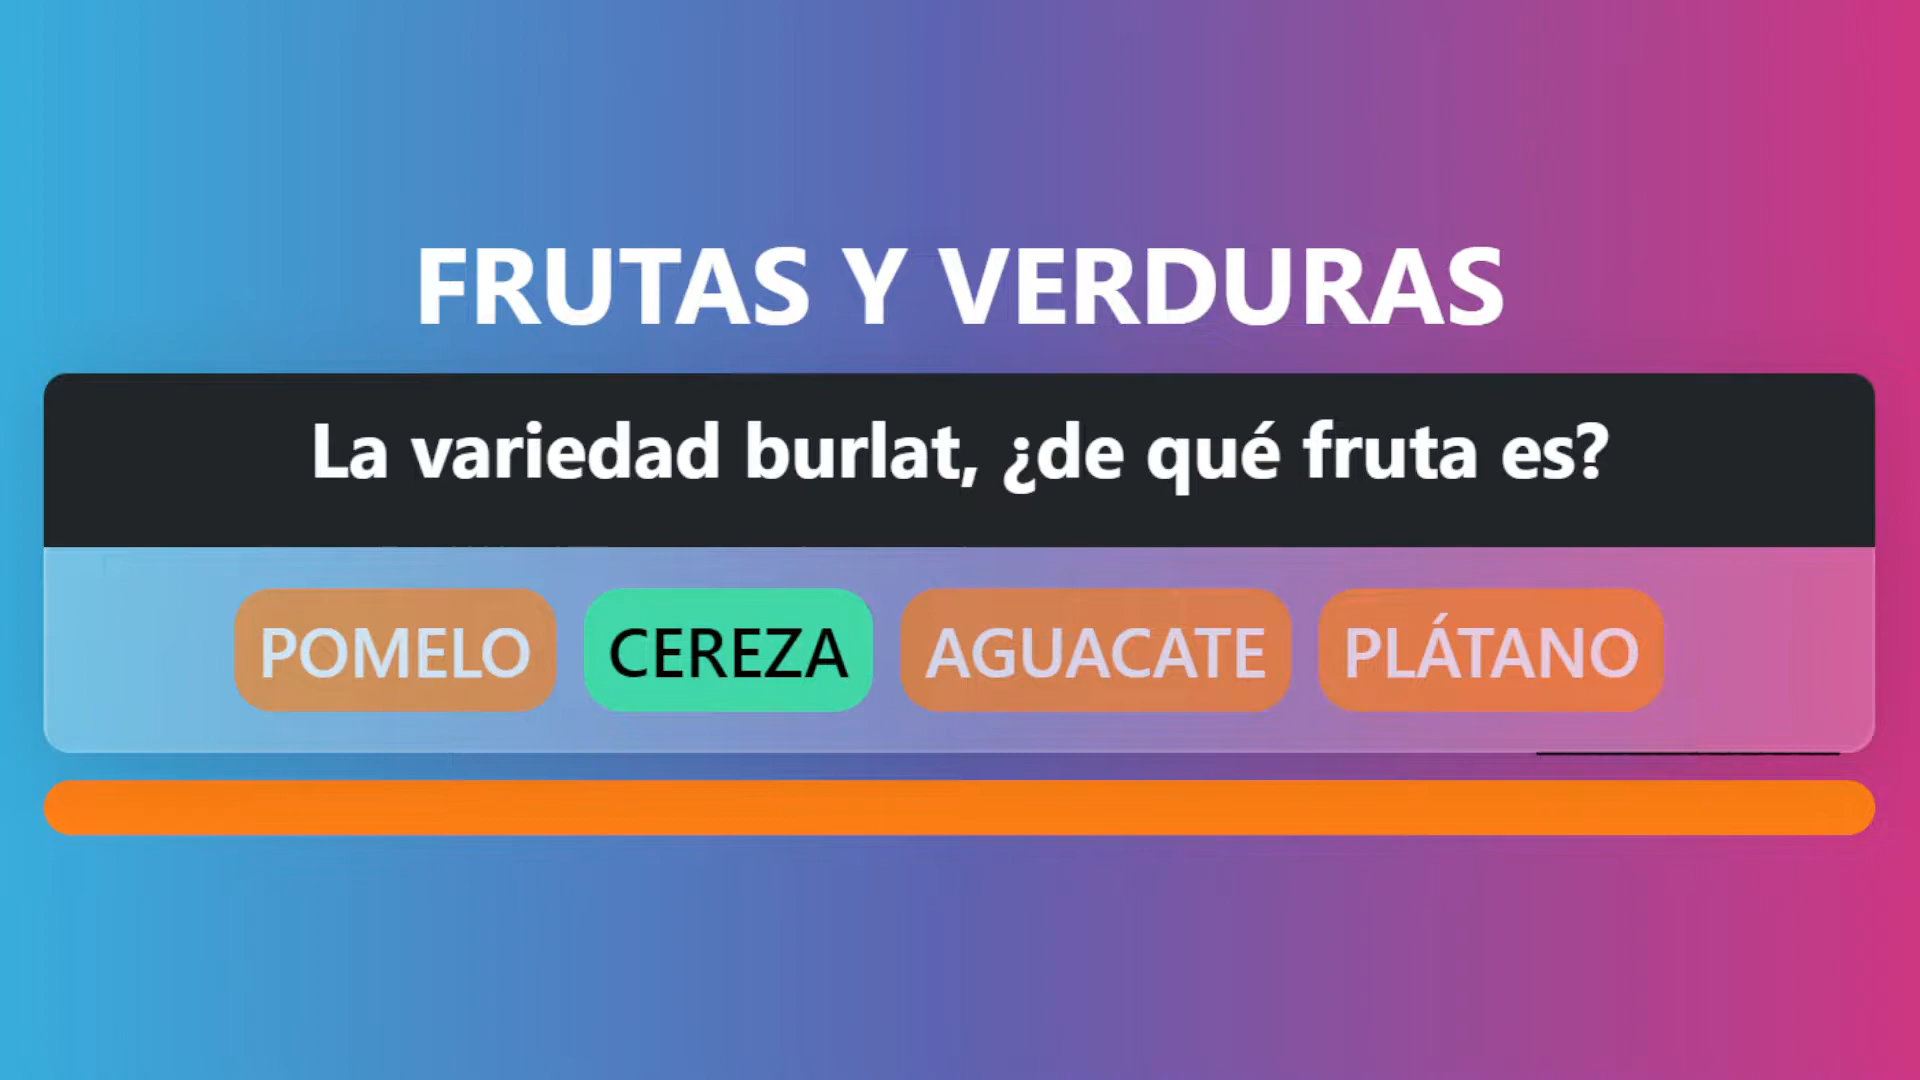 FRUTAS Y VERDURAS
La variedad burlat, ¿de qué fruta es?
POMELO CEREZA AGUACATE PLÁTANO